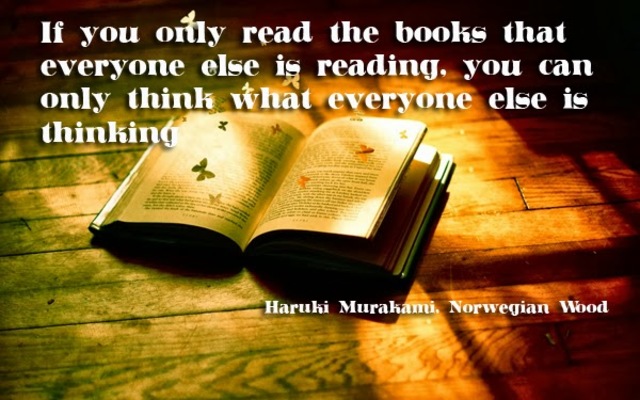 If you only read the books that
everyone else is reading, you can
only think what everyone else is
thinking
Haruki Murakami, Norwegian Wood